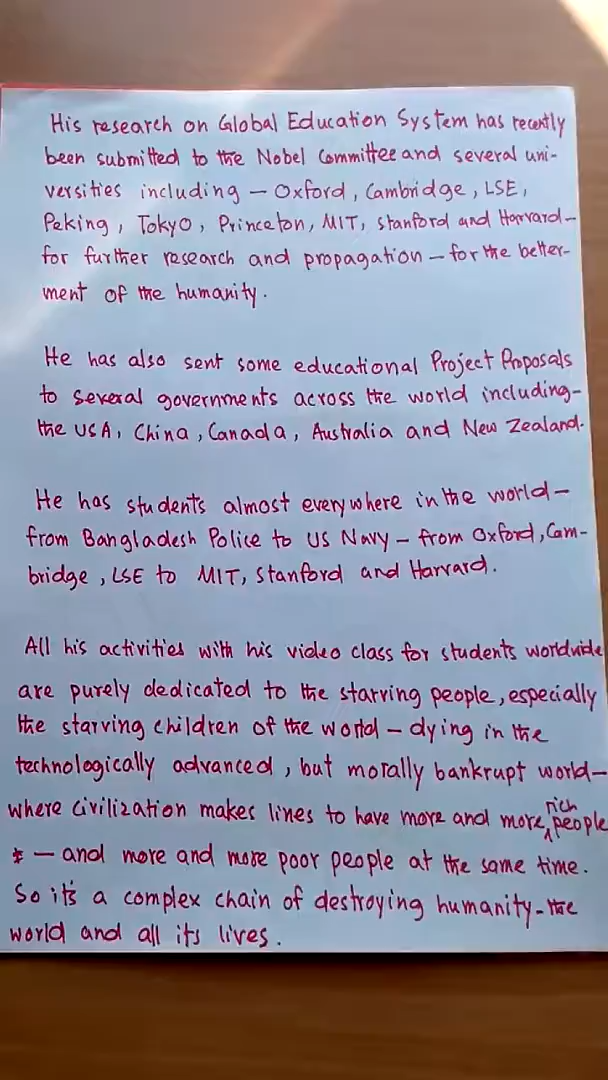 His research on Global Education System has recently
been submitted to the Nobel Committee and several uni-
versities including - Oxford, Cambridge, LSE,
Peking, Tokyo, Princeton, MIT, Stanford and Harvard-
for further research and propagation - for the better-
ment of the humanity.
He has also sent some educational Project Proposals
to several governments across the world including-
the USA, China, Canada, Australia and New Zealand.
He has students almost everywhere in the world-
from Bangladesh Police to US Navy - from Oxford, Cam-
bridge, LSE to MIT, Stanford and Harvard.
All his activities with his video class for students worldwide
are purely dedicated to the starving people, especially
the starving children of the world - dying in the
technologically advanced, but morally bankrupt world-
where civilization makes lines to have more and more rich people
- and more and more poor people at the same time.
So it's a complex chain of destroying humanity-the
world and all its lives.